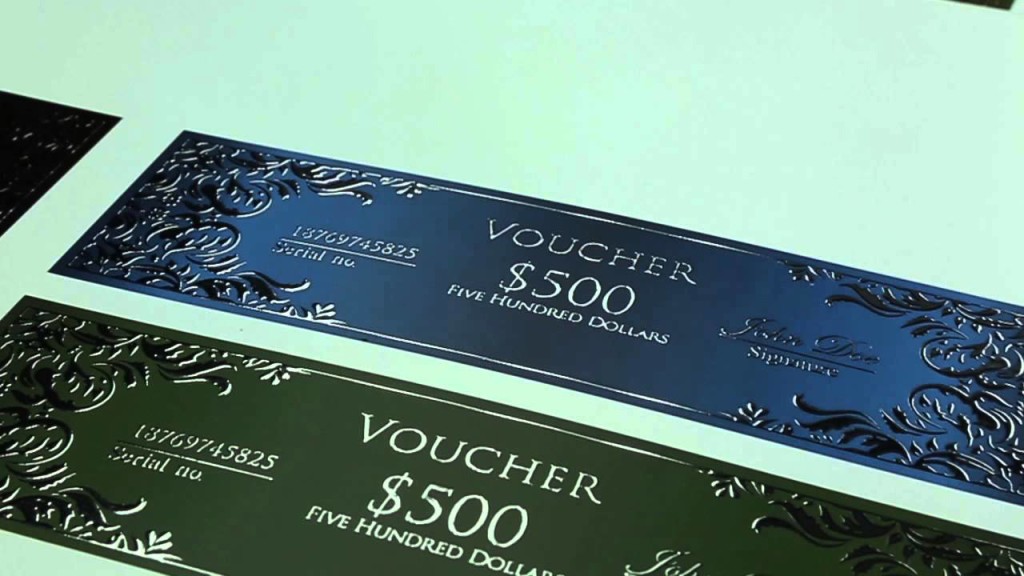 18769745825
Serial no.
VOUCHER
$500
FIVE HUNDRED DOLLARS
John Doe
Signature
18769745825
Serial no.
VOUCHER
$500
FIVE HUNDRED DOLLARS